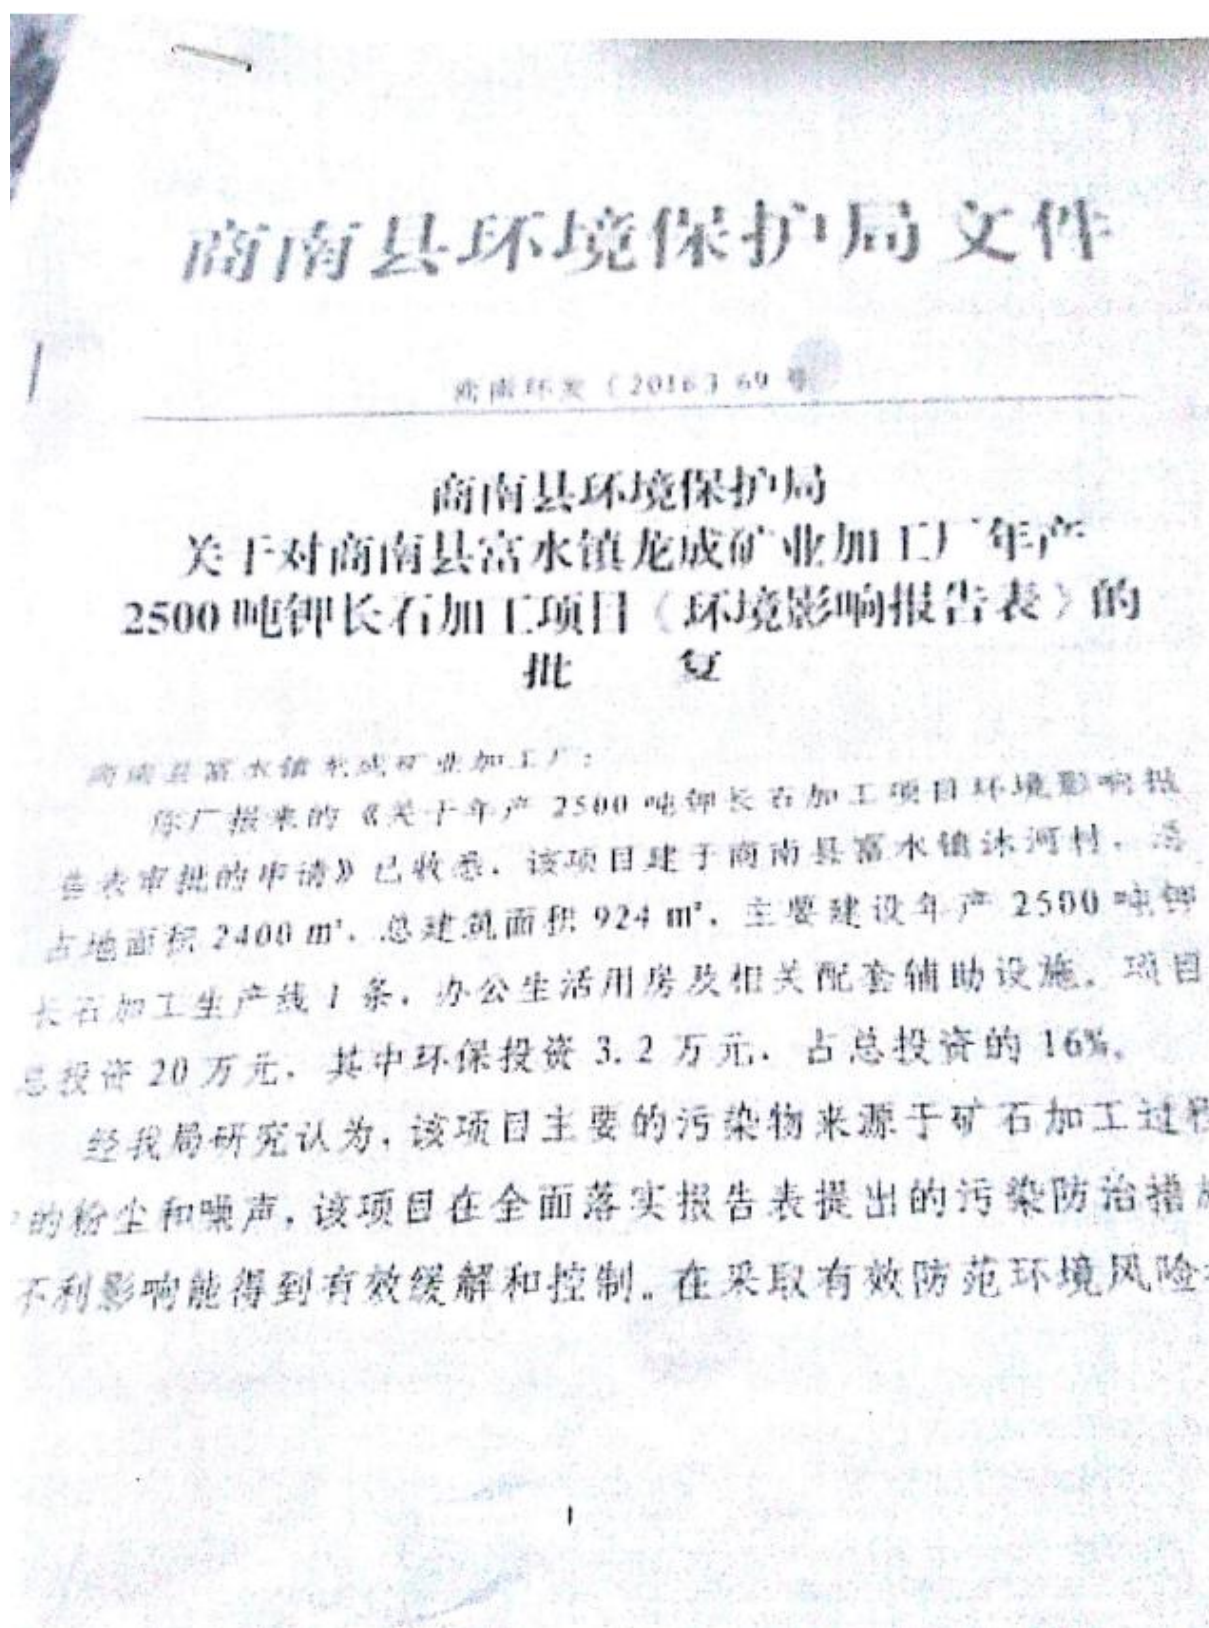 商南县环境保护局文件
商南环发〔2016〕69号
商南县环境保护局
关于对商南县富水镇龙成矿业加工厂年产
2500吨钾长石加工项目《环境影响报告表》的
批 复
商南县富水镇龙成矿业加工厂：
你厂报来的《关于年产2500吨钾长石加工项目环境影响报
告表审批的申请》已收悉。该项目建于商南县富水镇沐河村，总
占地面积2400m²，总建筑面积924m²，主要建设年产2500吨钾
长石加工生产线1条，办公生活用房及相关配套辅助设施。项目
总投资20万元，其中环保投资3.2万元，占总投资的16%。
经我局研究认为，该项目主要的污染物来源于矿石加工过程
的粉尘和噪声，该项目在全面落实报告表提出的污染防治措施
不利影响能得到有效缓解和控制。在采取有效防范环境风险
1